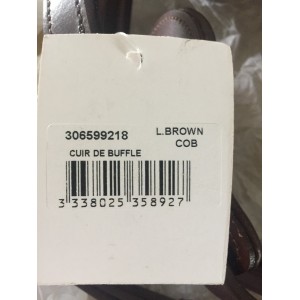 306599218 L.BROWN
COB
CUIR DE BUFFLE
3 338025 358927